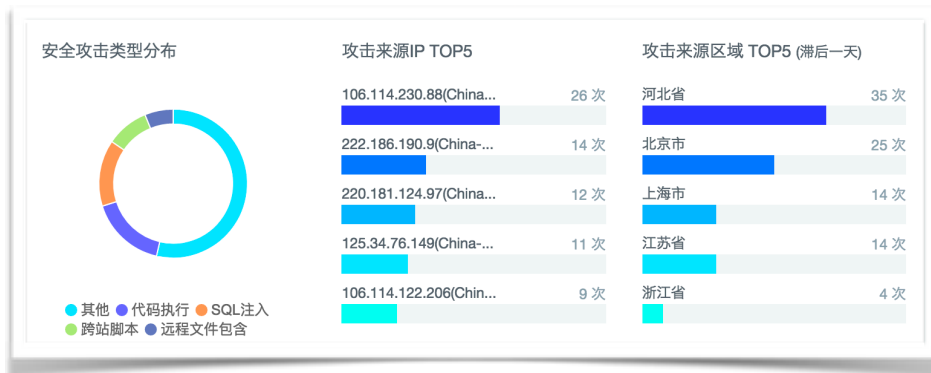 安全攻击类型分布
其他 代码执行 SQL注入
跨站脚本 远程文件包含
攻击来源IP TOP5
106.114.230.88(China... 26 次
222.186.190.9(China-... 14 次
220.181.124.97(China... 12 次
125.34.76.149(China-... 11 次
106.114.122.206(Chin... 9 次
攻击来源区域 TOP5 (滞后一天)
河北省 35 次
北京市 25 次
上海市 14 次
江苏省 14 次
浙江省 4 次